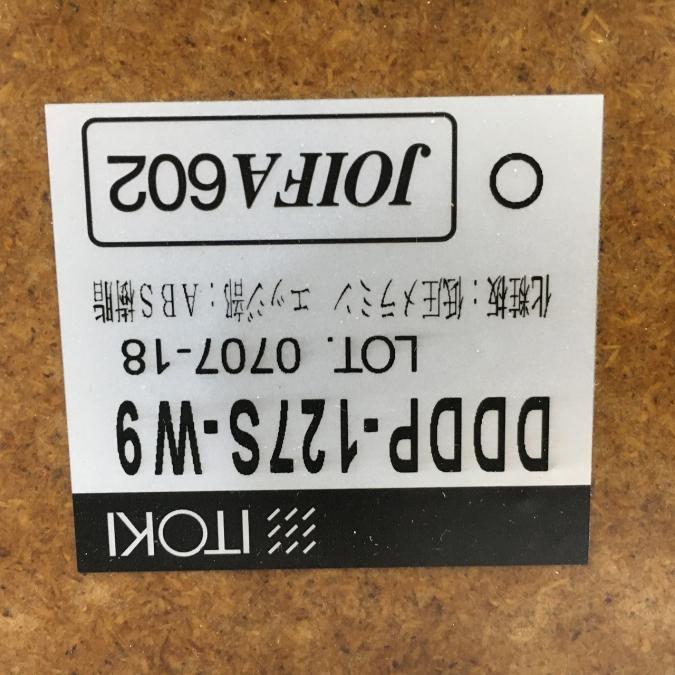 ITOKI
DDDP-127S-W9
LOT. 0707-18
化粧板：低圧メラミン エッジ部：ABS樹脂
JOIFA602